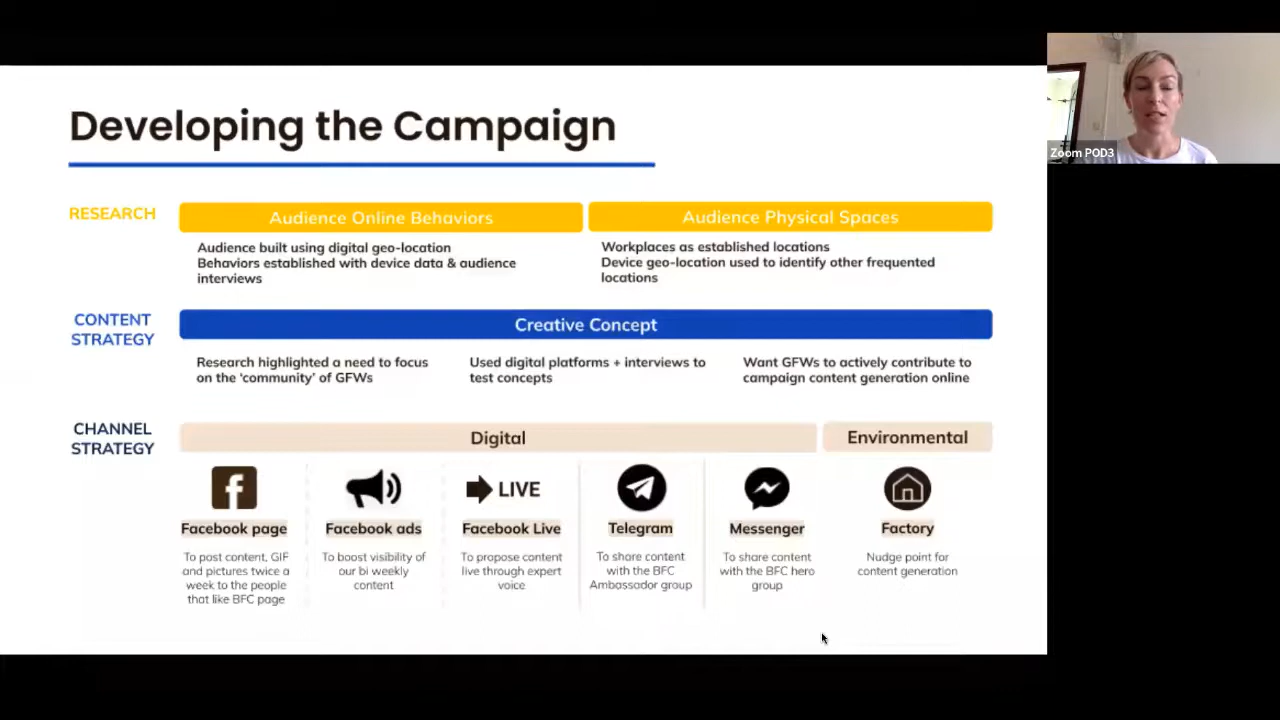 Developing the Campaign
Zoom POD3
RESEARCH
Audience Online Behaviors
Audience Physical Spaces
Audience built using digital geo-location
Behaviors established with device data & audience
interviews
Workplaces as established locations
Device geo-location used to identify other frequented
locations
CONTENT
STRATEGY
Creative Concept
Research highlighted a need to focus
on the ‘community’ of GFWs
Used digital platforms + interviews to
test concepts
Want GFWs to actively contribute to
campaign content generation online
CHANNEL
STRATEGY
Digital
Environmental
LIVE
Facebook page
To post content, GIF
and pictures twice a
week to the people
that like BFC page
Facebook ads
To boost visibility of
our bi weekly
content
Facebook Live
To propose content
live through expert
voice
Telegram
To share content
with the BFC
Ambassador group
Messenger
To share content
with the BFC hero
group
Factory
Nudge point for
content generation